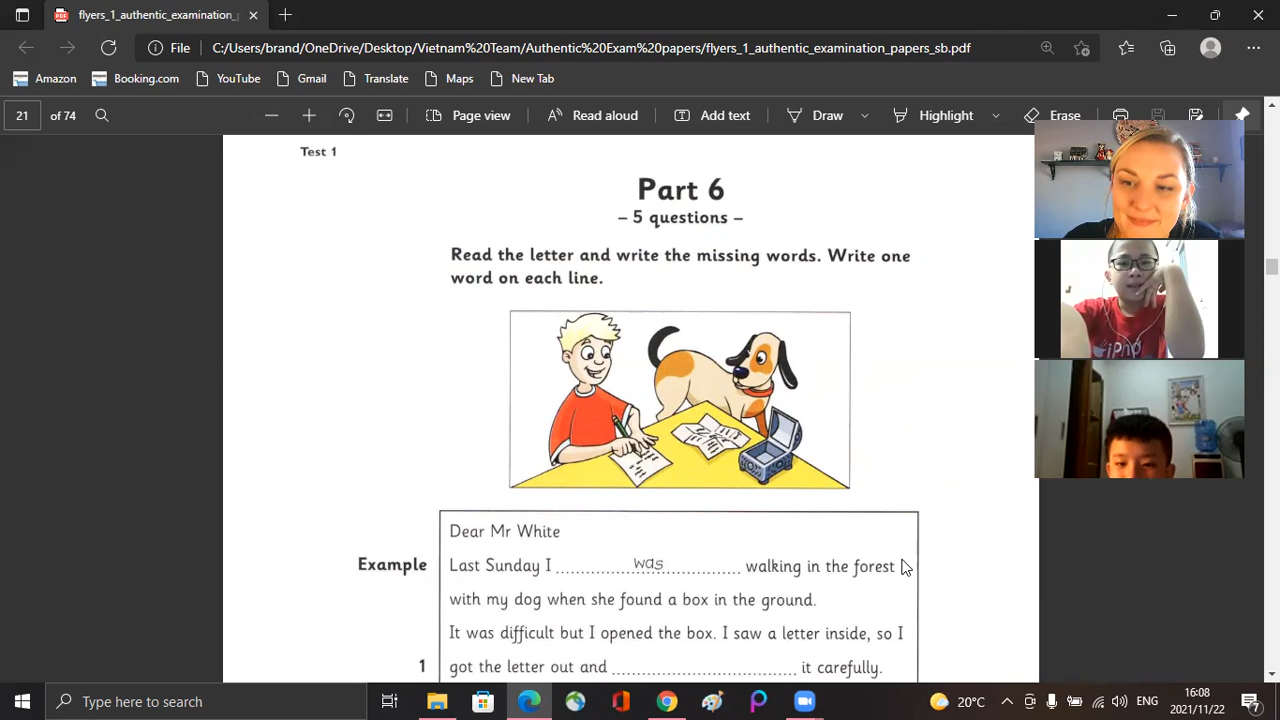 flyers_1_authentic_examination_
File
C:/Users/brand/OneDrive/Desktop/Vietnam%20Team/Authentic%20Exam%20papers/flyers_1_authentic_examination_papers_sb.pdf
Amazon
Booking.com
YouTube
Gmail
Translate
Maps
New Tab
21 of 74
Page view
Read aloud
Add text
Draw
Highlight
Erase
Test 1
Part 6
– 5 questions –
Read the letter and write the missing words. Write one
word on each line.
Dear Mr White
Example
Last Sunday I was walking in the forest
with my dog when she found a box in the ground.
It was difficult but I opened the box. I saw a letter inside, so I
1
got the letter out and ........................................ it carefully.
Type here to search
20°C
ENG
16:08
2021/11/22
7